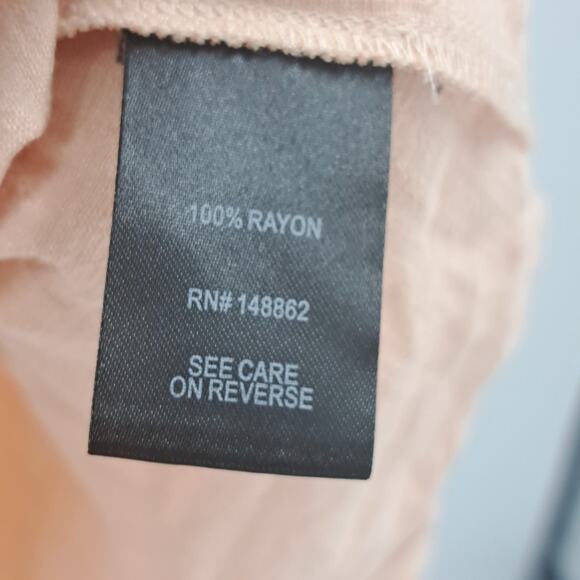 100% RAYON
RN# 148862
SEE CARE
ON REVERSE